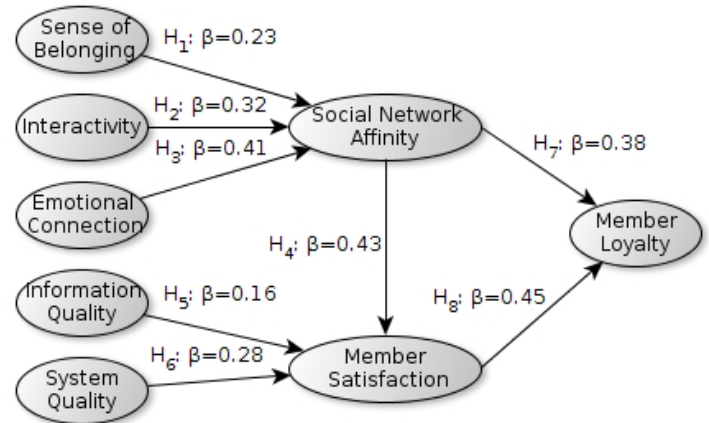 Sense of
Belonging
H1: β=0.23
Interactivity
H2: β=0.32
H3: β=0.41
Emotional
Connection
Social Network
Affinity
H7: β=0.38
Member
Loyalty
H4: β=0.43
Information
Quality
H5: β=0.16
H8: β=0.45
System
Quality
H6: β=0.28
Member
Satisfaction